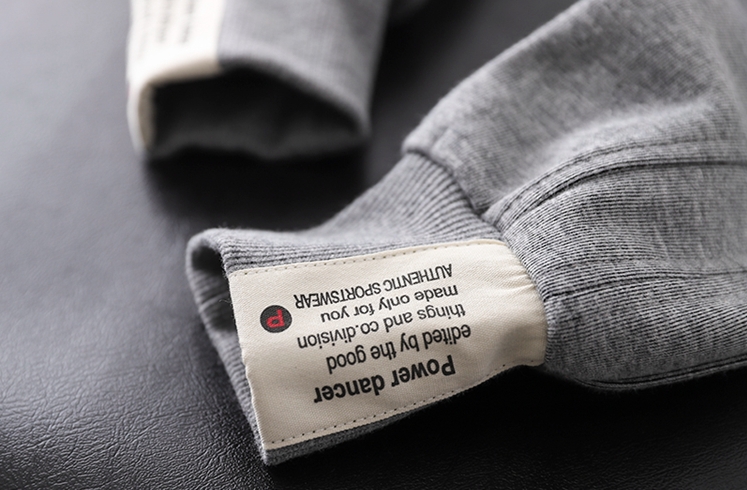 Power dancer
edited by the good
things and co.division
made only for you
AUTHENTIC SPORTSWEAR
P